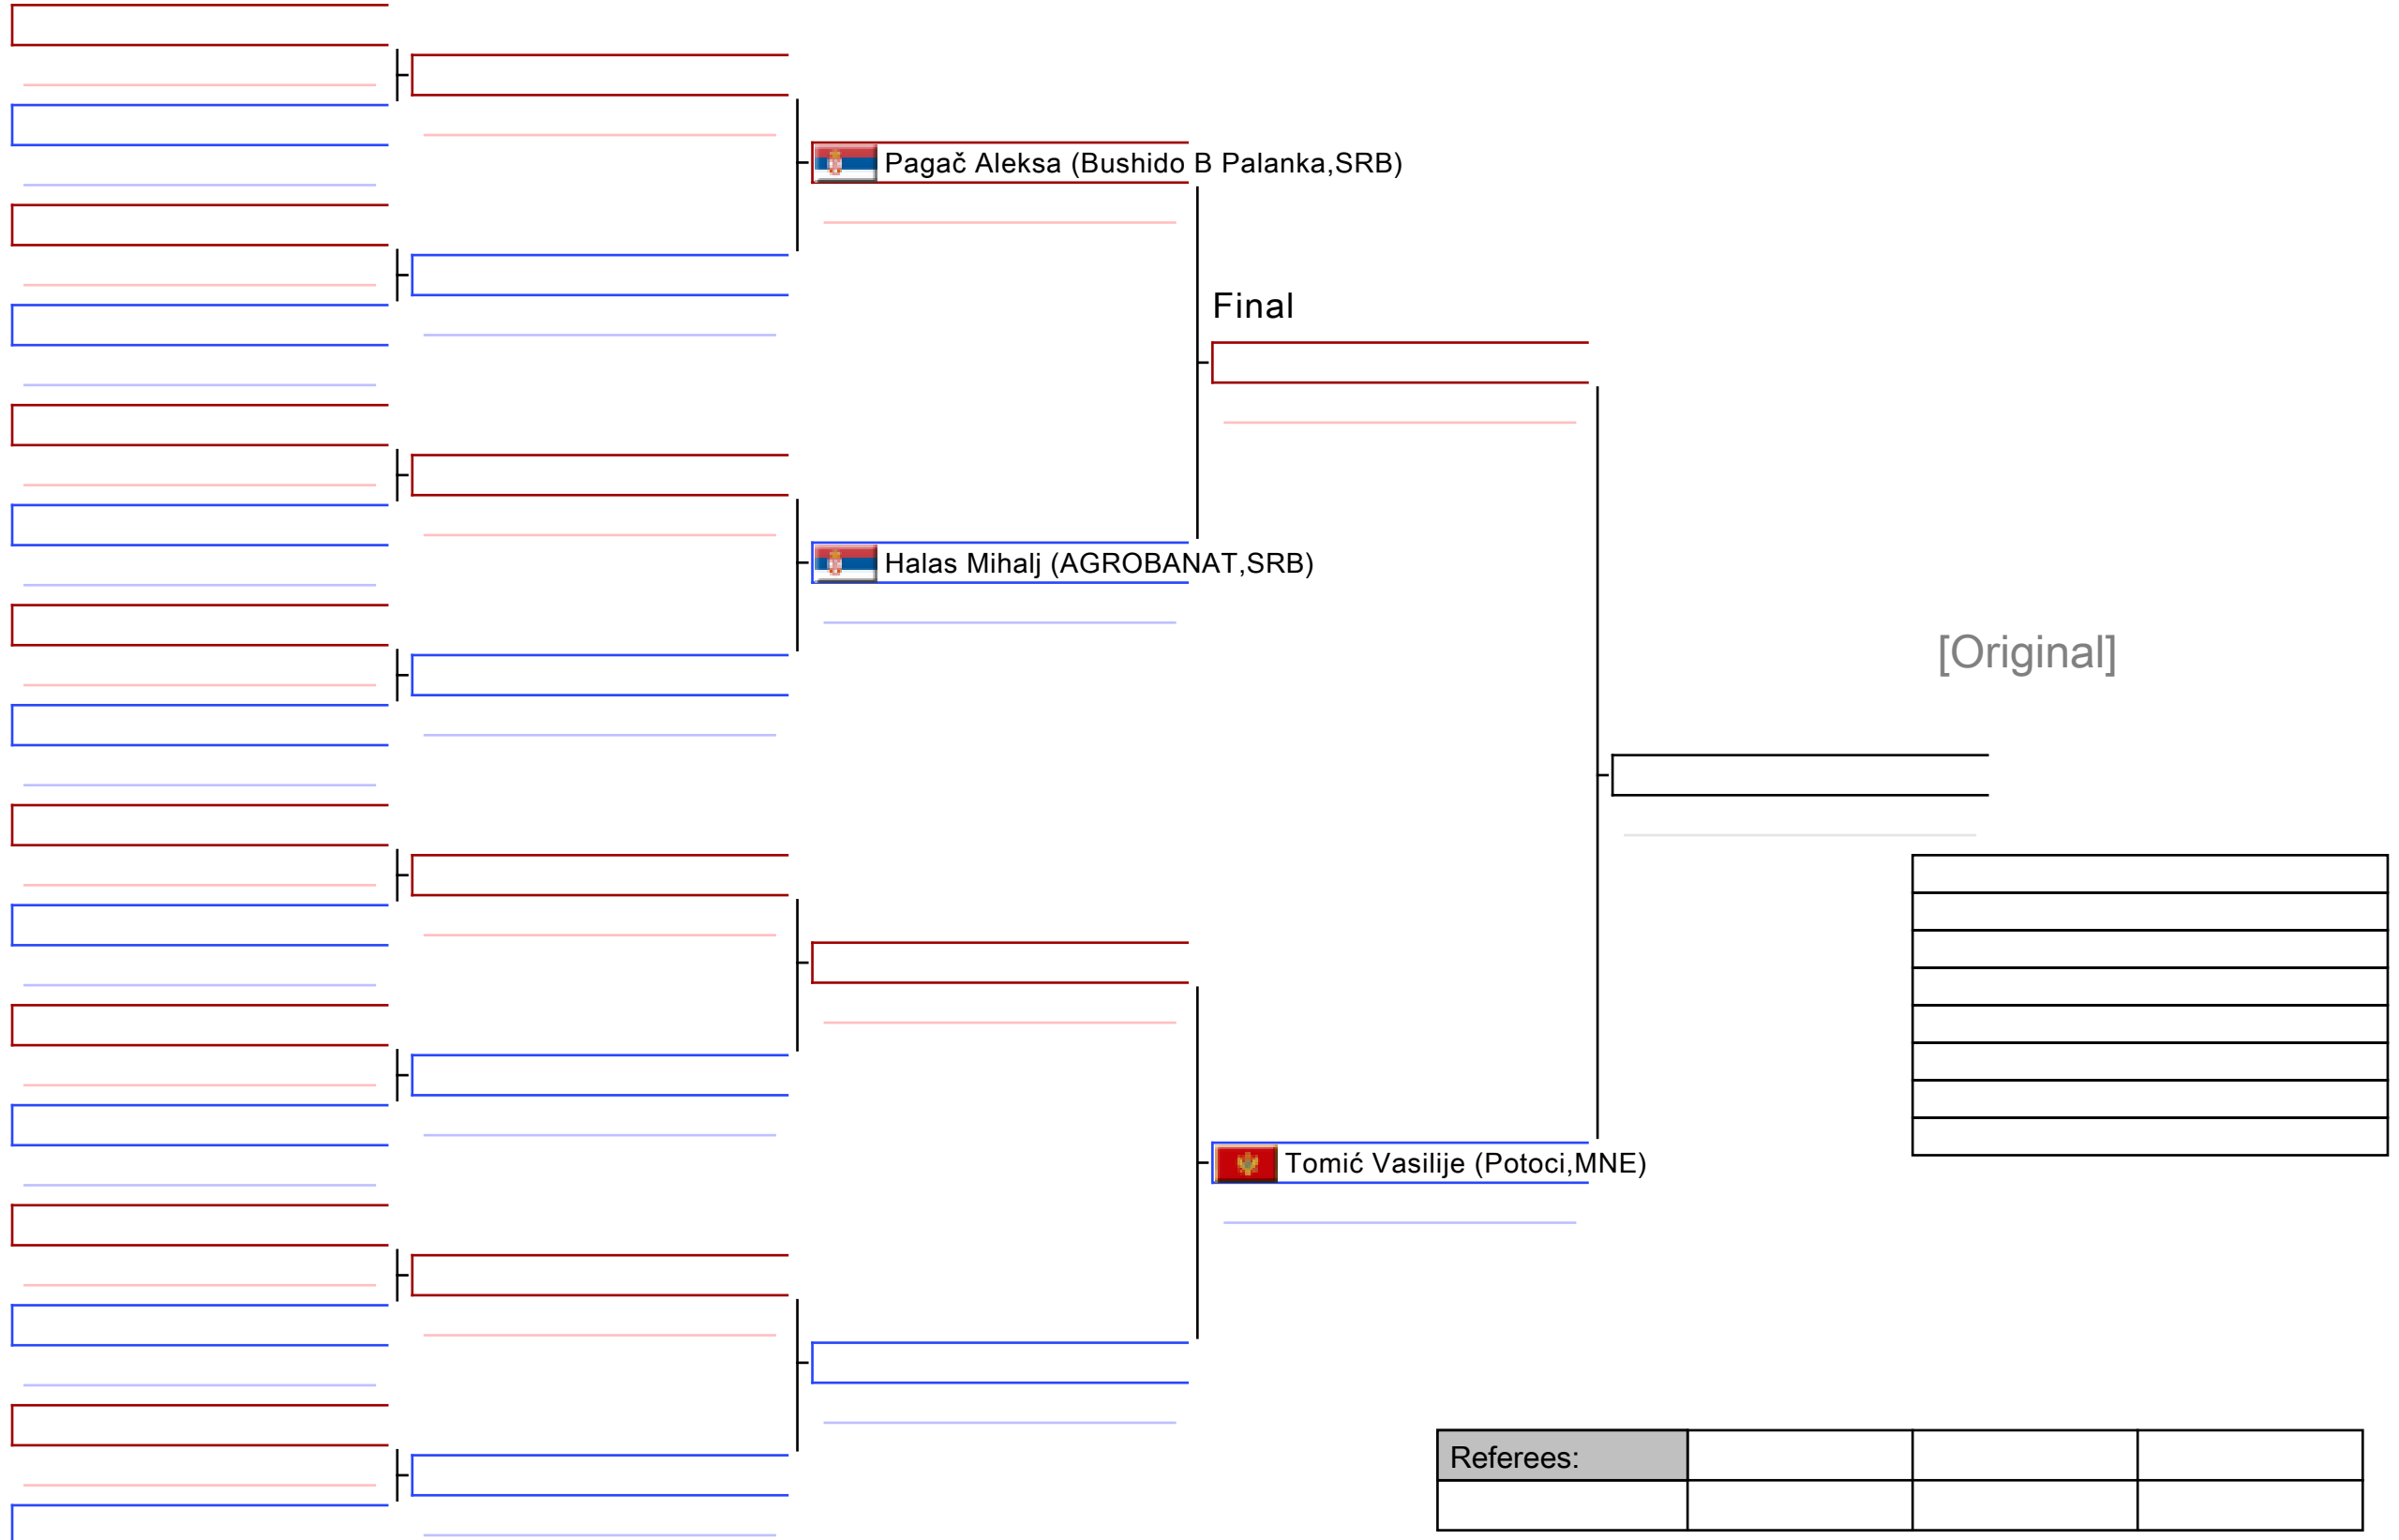 Pagač Aleksa (Bushido B Palanka,SRB)
Final
Halas Mihalj (AGROBANAT,SRB)
[Original]
Tomić Vasilije (Potoci,MNE)
Referees: